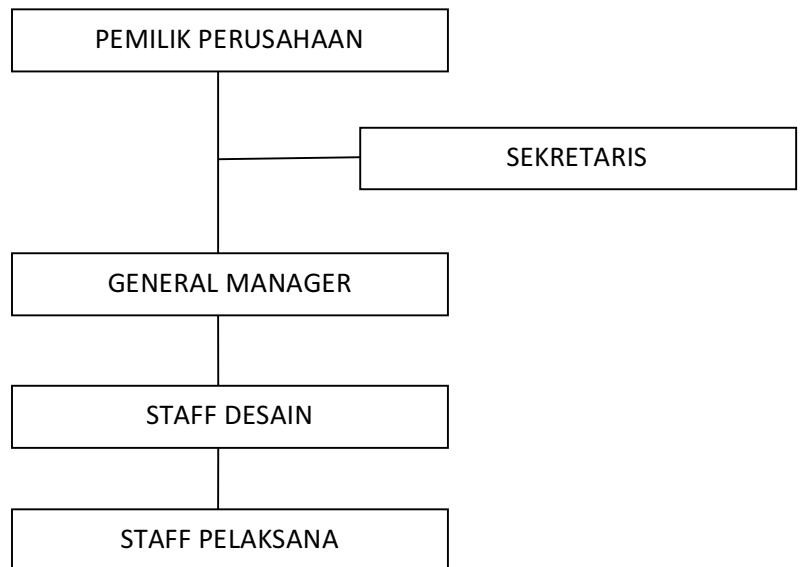 PEMILIK PERUSAHAAN
SEKRETARIS
GENERAL MANAGER
STAFF DESAIN
STAFF PELAKSANA